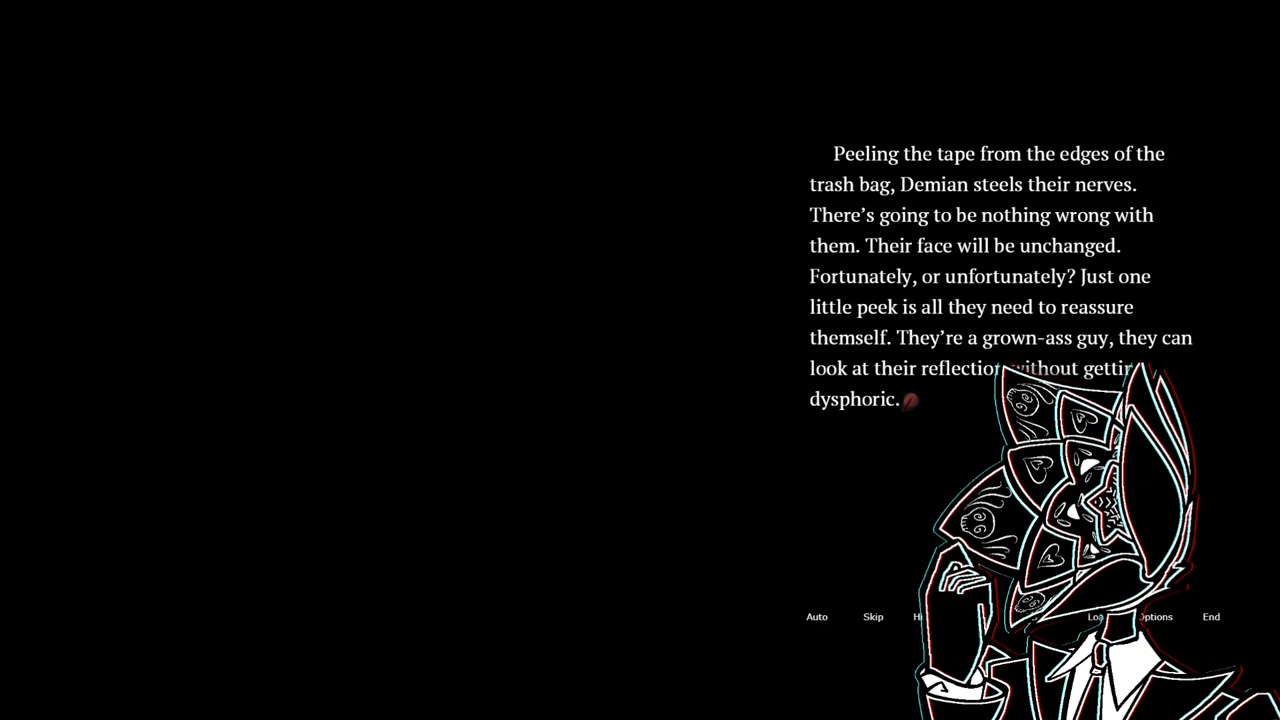 Peeling the tape from the edges of the
trash bag, Demian steels their nerves.
There's going to be nothing wrong with
them. Their face will be unchanged.
Fortunately, or unfortunately? Just one
little peek is all they need to reassure
themself. They're a grown-ass guy, they can
look at their reflection without
dysphoric.
Auto Skip End